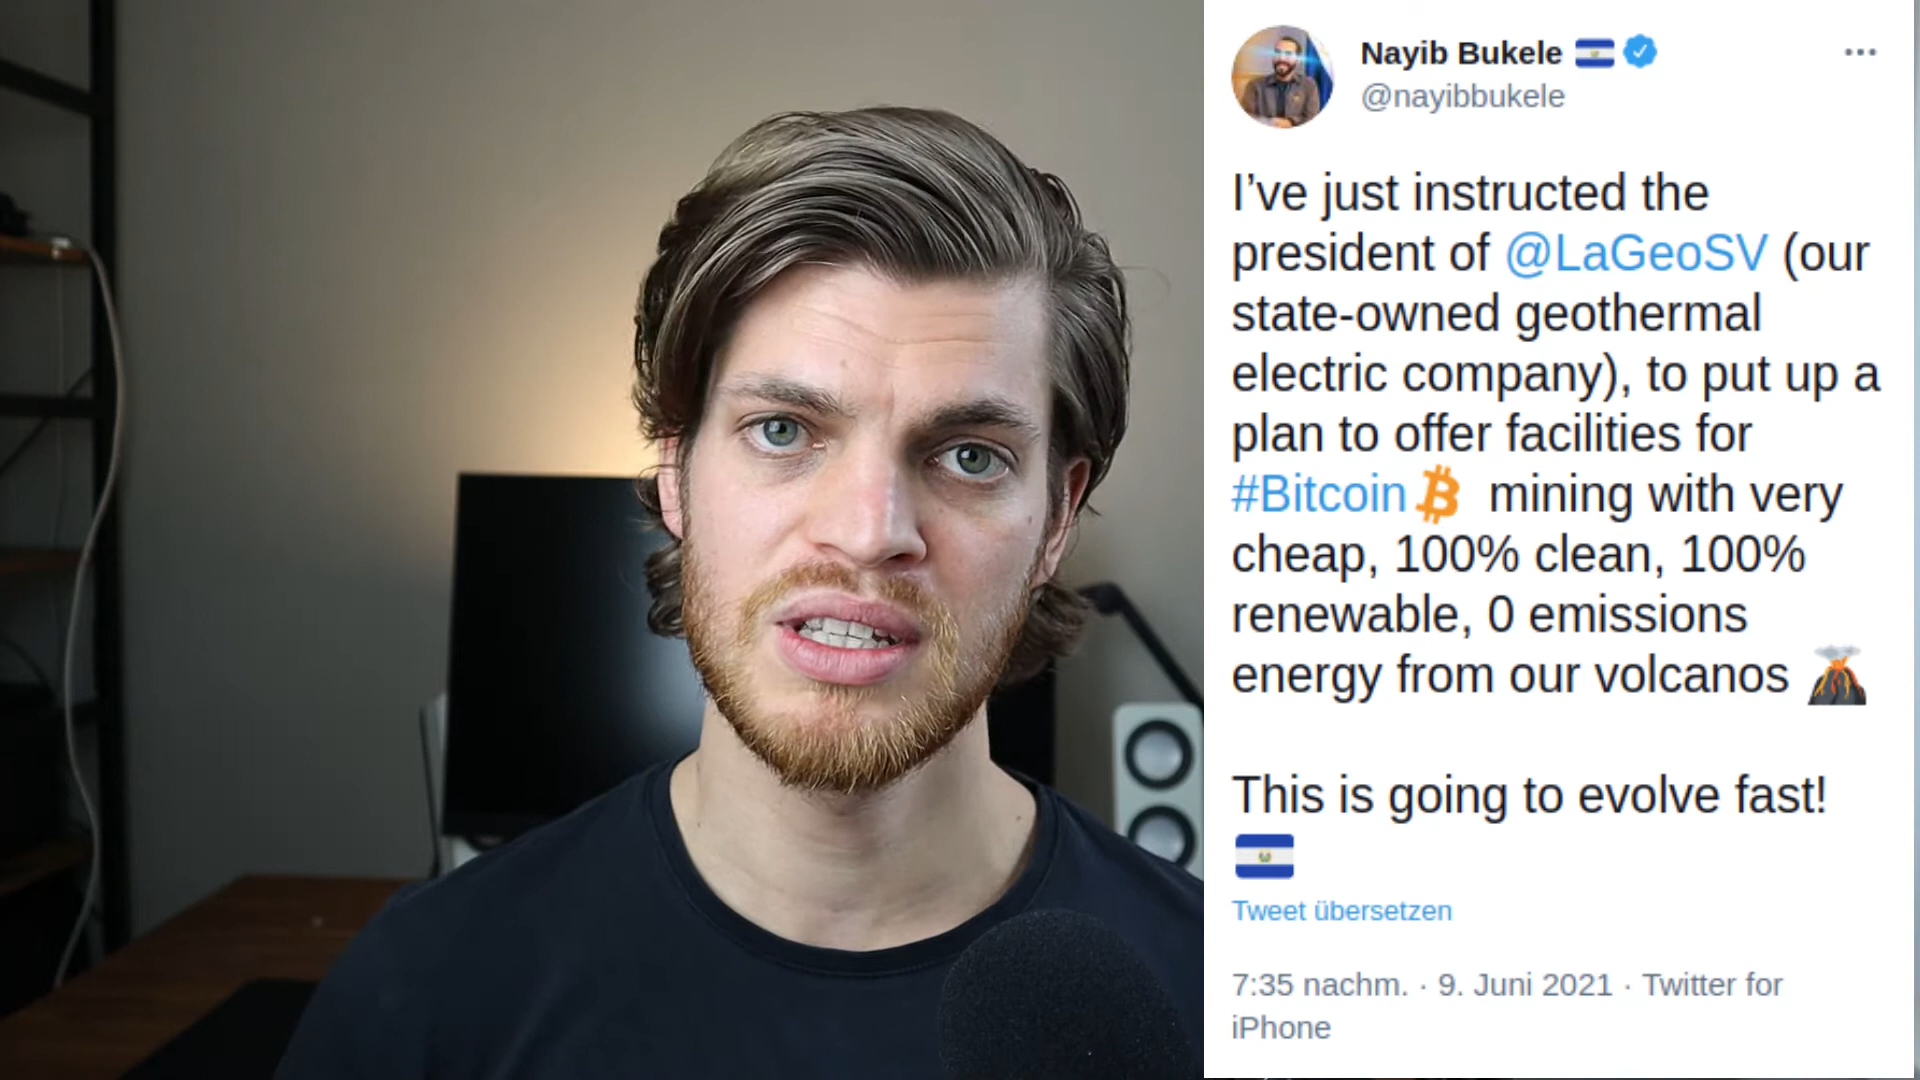 Nayib Bukele 🇸🇻
@nayibbukele
I’ve just instructed the
president of @LaGeoSV (our
state-owned geothermal
electric company), to put up a
plan to offer facilities for
#Bitcoin mining with very
cheap, 100% clean, 100%
renewable, 0 emissions
energy from our volcanos 🌋
This is going to evolve fast!
🇸🇻
Tweet übersetzen
7:35 nachm. · 9. Juni 2021 · Twitter for
iPhone